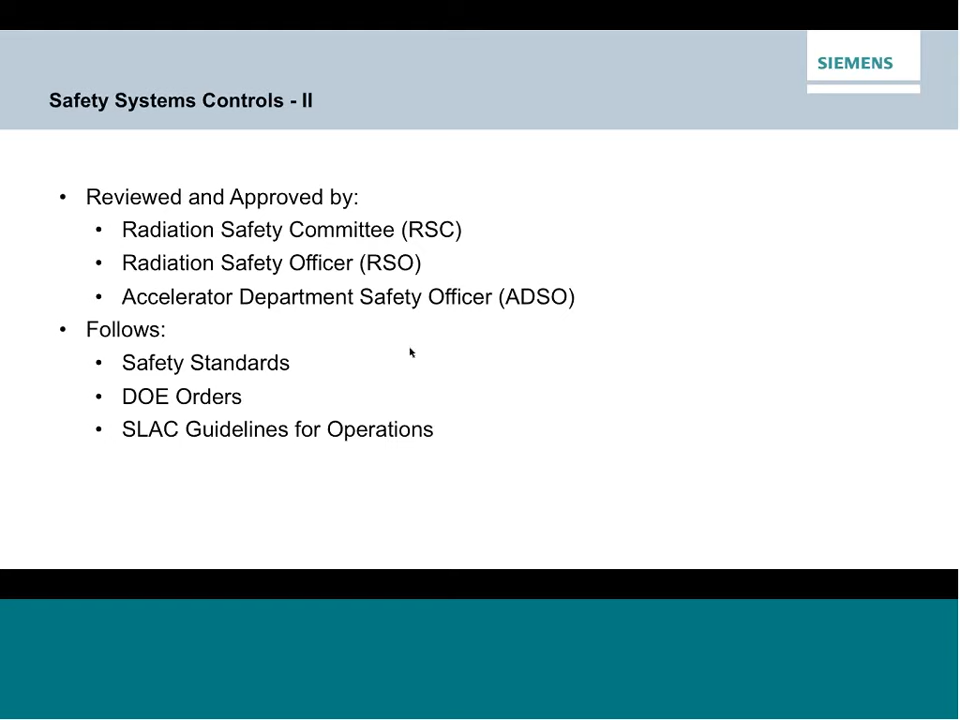 SIEMENS
Safety Systems Controls - II
• Reviewed and Approved by:
• Radiation Safety Committee (RSC)
• Radiation Safety Officer (RSO)
• Accelerator Department Safety Officer (ADSO)
• Follows:
• Safety Standards
• DOE Orders
• SLAC Guidelines for Operations